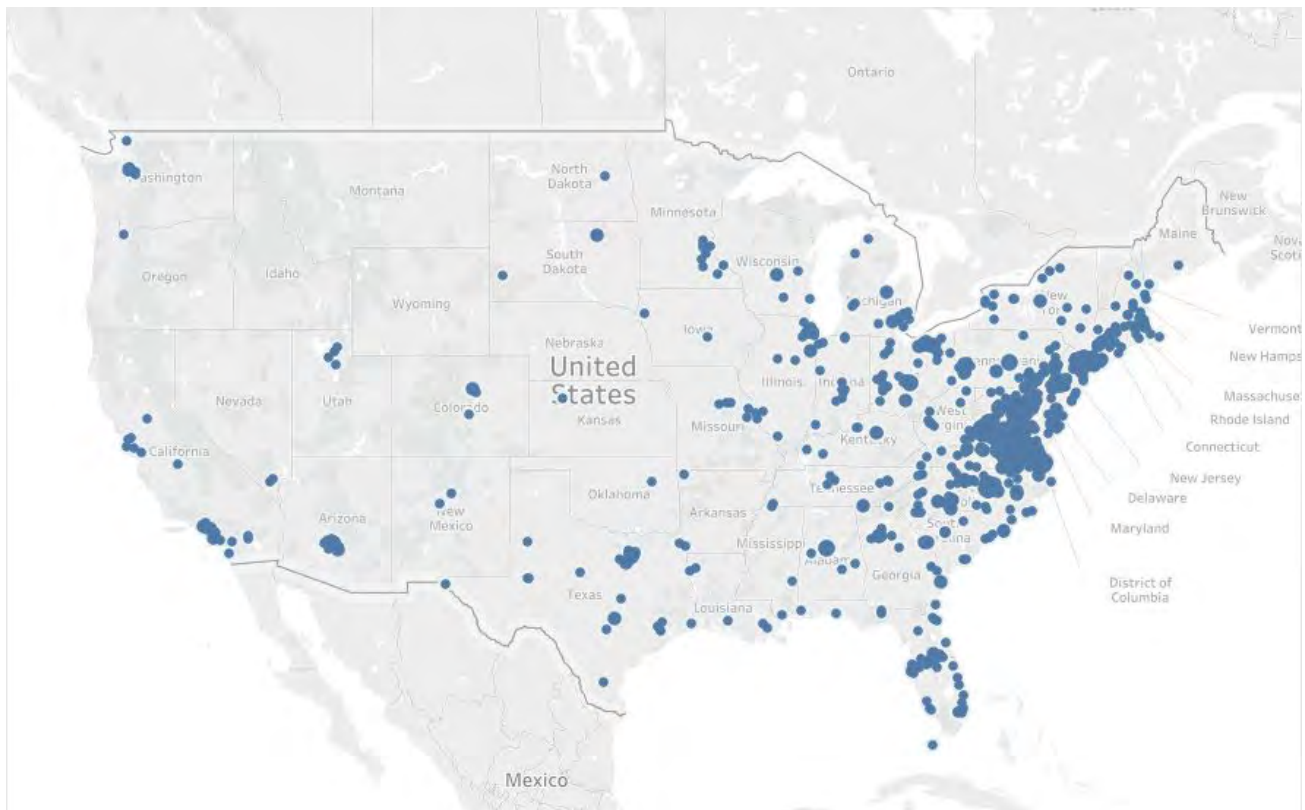 Ontario
Washington
Montana
North
Dakota
Minnesota
New
Brunswick
Maine
Nova
Scoti
Oregon
Idaho
South
Dakota
Wisconsin
Wyoming
Michigan
New
Yor
Vermont
Iowa
Nebraska
New Hamps
United
States
Nevada
Utah
Colorado
Illinois
Indiana
Massachuse
Rhode Island
Kansas
Missouri
West
Virgin
Connecticut
California
Kentucky
New Jersey
Delaware
Oklahoma
Tennessee
Arkansas
Maryland
Arizona
New
Mexico
Mississippi
Alabama
South
Georgia
District of
Columbia
Texas
Louisiana
Mexico